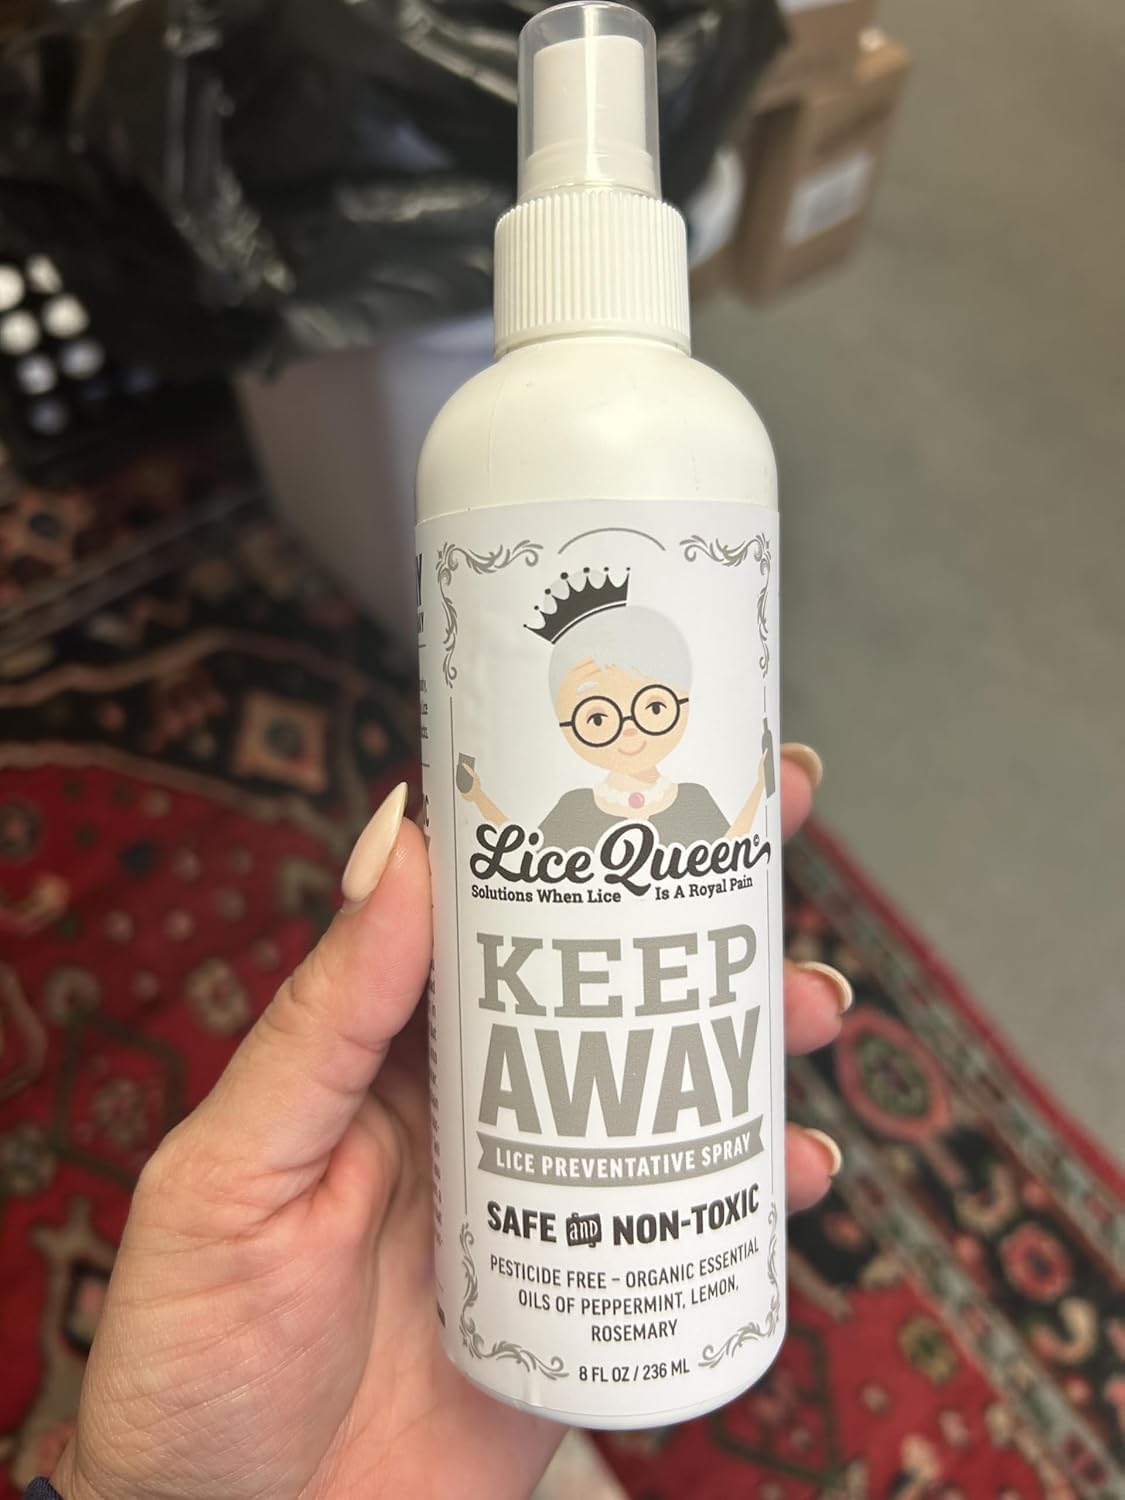 Lice Queen©
Solutions When Lice Is A Royal Pain
KEEP
AWAY
LICE PREVENTATIVE SPRAY
SAFE and NON-TOXIC
PESTICIDE FREE – ORGANIC ESSENTIAL
OILS OF PEPPERMINT, LEMON,
ROSEMARY
8 FL OZ / 236 ML